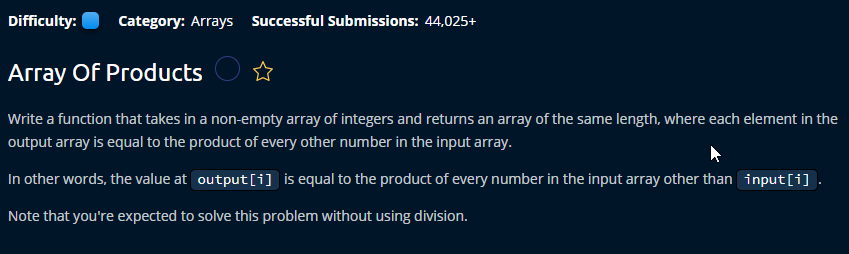 Difficulty: Category: Arrays Successful Submissions: 44,025+
Array Of Products
Write a function that takes in a non-empty array of integers and returns an array of the same length, where each element in the
output array is equal to the product of every other number in the input array.
In other words, the value at output[i] is equal to the product of every number in the input array other than input[i] .
Note that you're expected to solve this problem without using division.